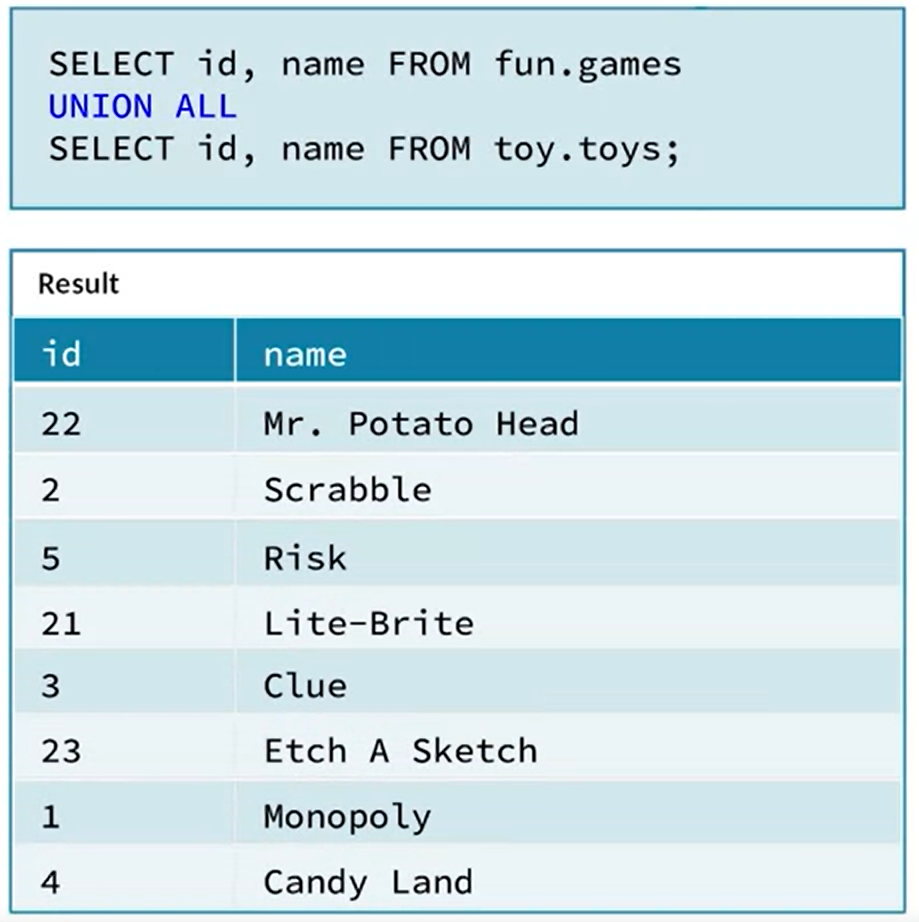 SELECT id, name FROM fun.games
UNION ALL
SELECT id, name FROM toy.toys;
Result
id name
22 Mr. Potato Head
2 Scrabble
5 Risk
21 Lite-Brite
3 Clue
23 Etch A Sketch
1 Monopoly
4 Candy Land